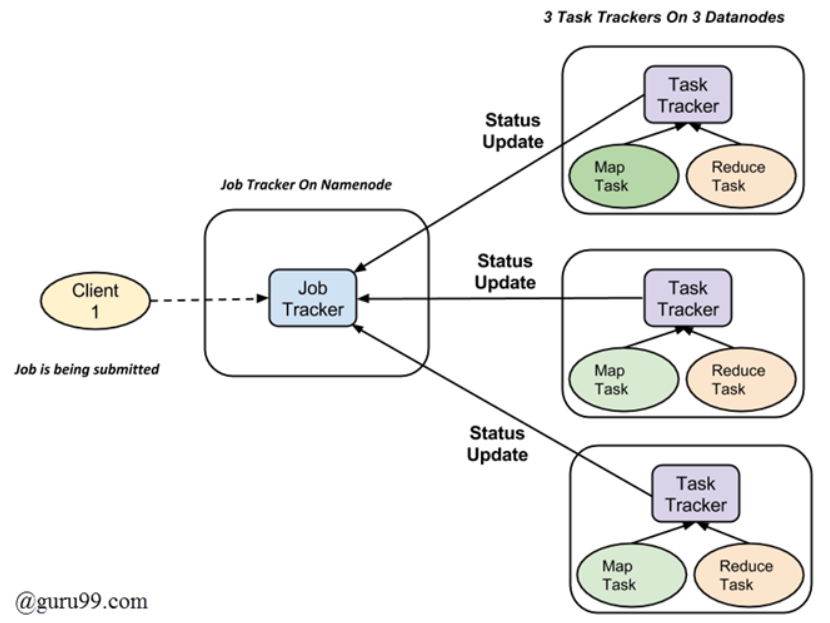 3 Task Trackers On 3 Datanodes
Task
Tracker
Status
Update
Map
Task
Reduce
Task
Job Tracker On Namenode
Client
1
Job
Tracker
Status
Update
Task
Tracker
Map
Task
Reduce
Task
Job is being submitted
Status
Update
Task
Tracker
Map
Task
Reduce
Task
@guru99.com